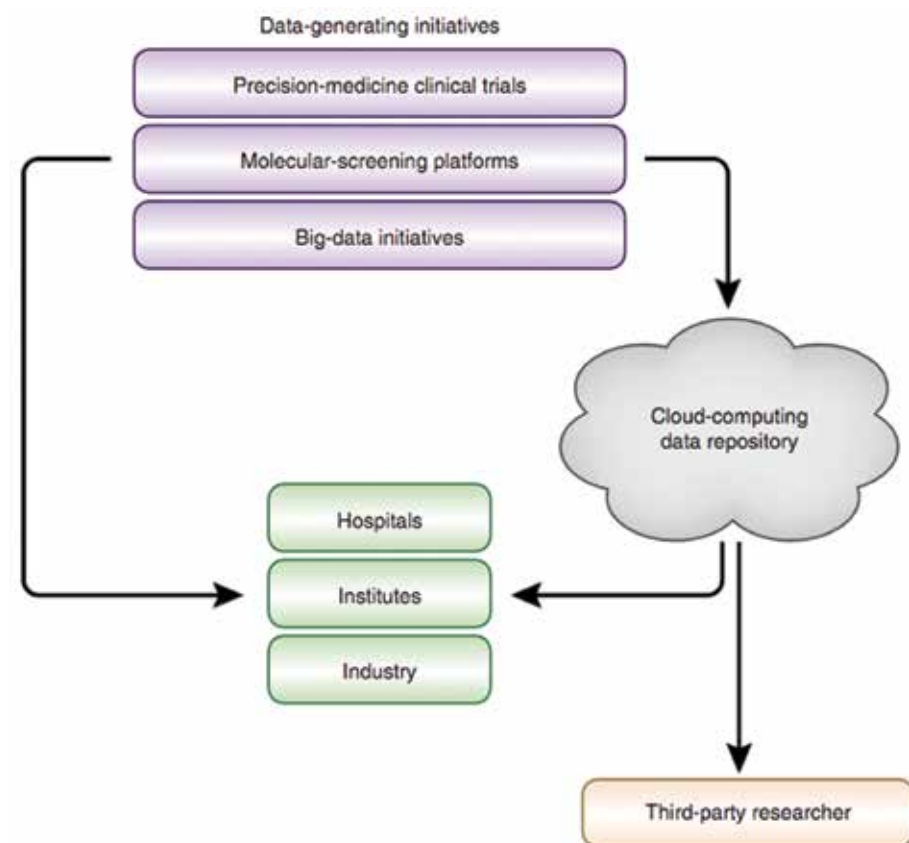 Data-generating initiatives
Precision-medicine clinical trials
Molecular-screening platforms
Big-data initiatives
Cloud-computing
data repository
Hospitals
Institutes
Industry
Third-party researcher